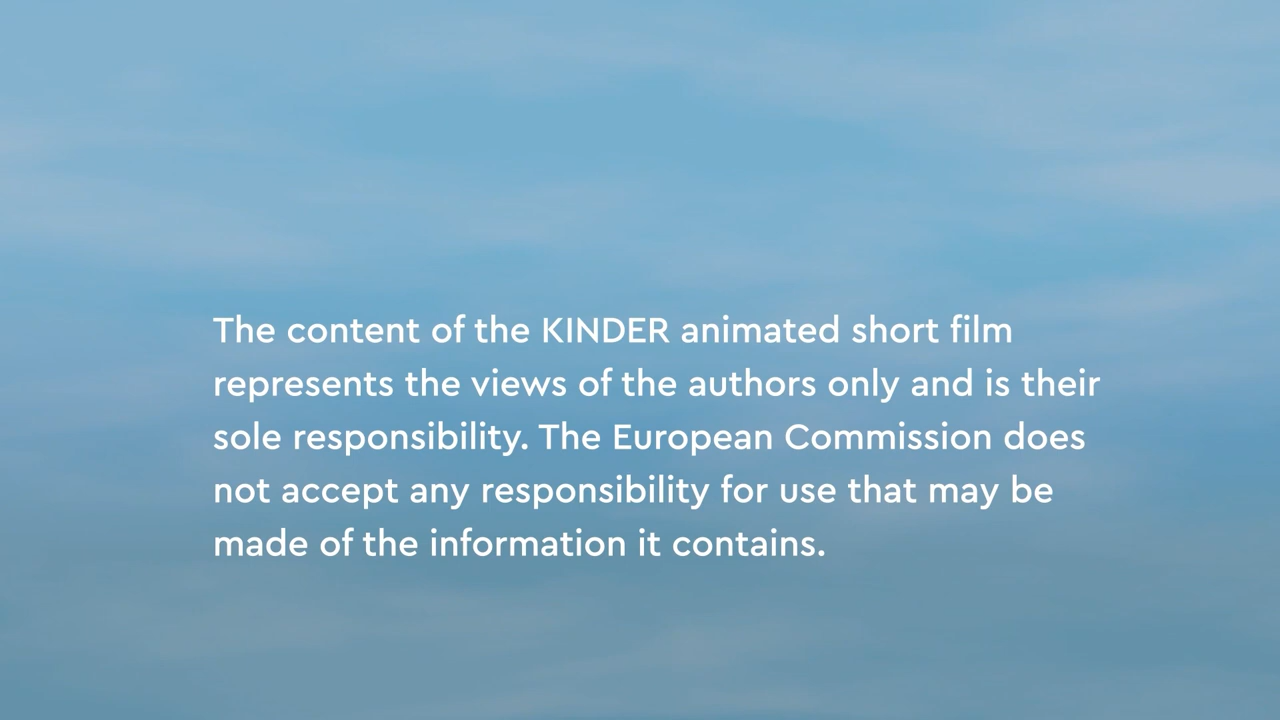 The content of the KINDER animated short film
represents the views of the authors only and is their
sole responsibility. The European Commission does
not accept any responsibility for use that may be
made of the information it contains.